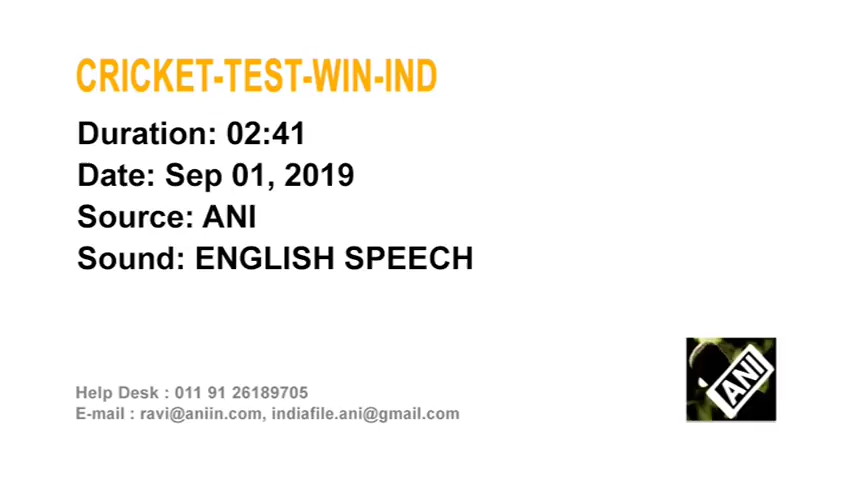 CRICKET-TEST-WIN-IND
Duration: 02:41
Date: Sep 01, 2019
Source: ANI
Sound: ENGLISH SPEECH
Help Desk : 011 91 26189705
E-mail : ravi@aniin.com, indiafile.ani@gmail.com
ANI